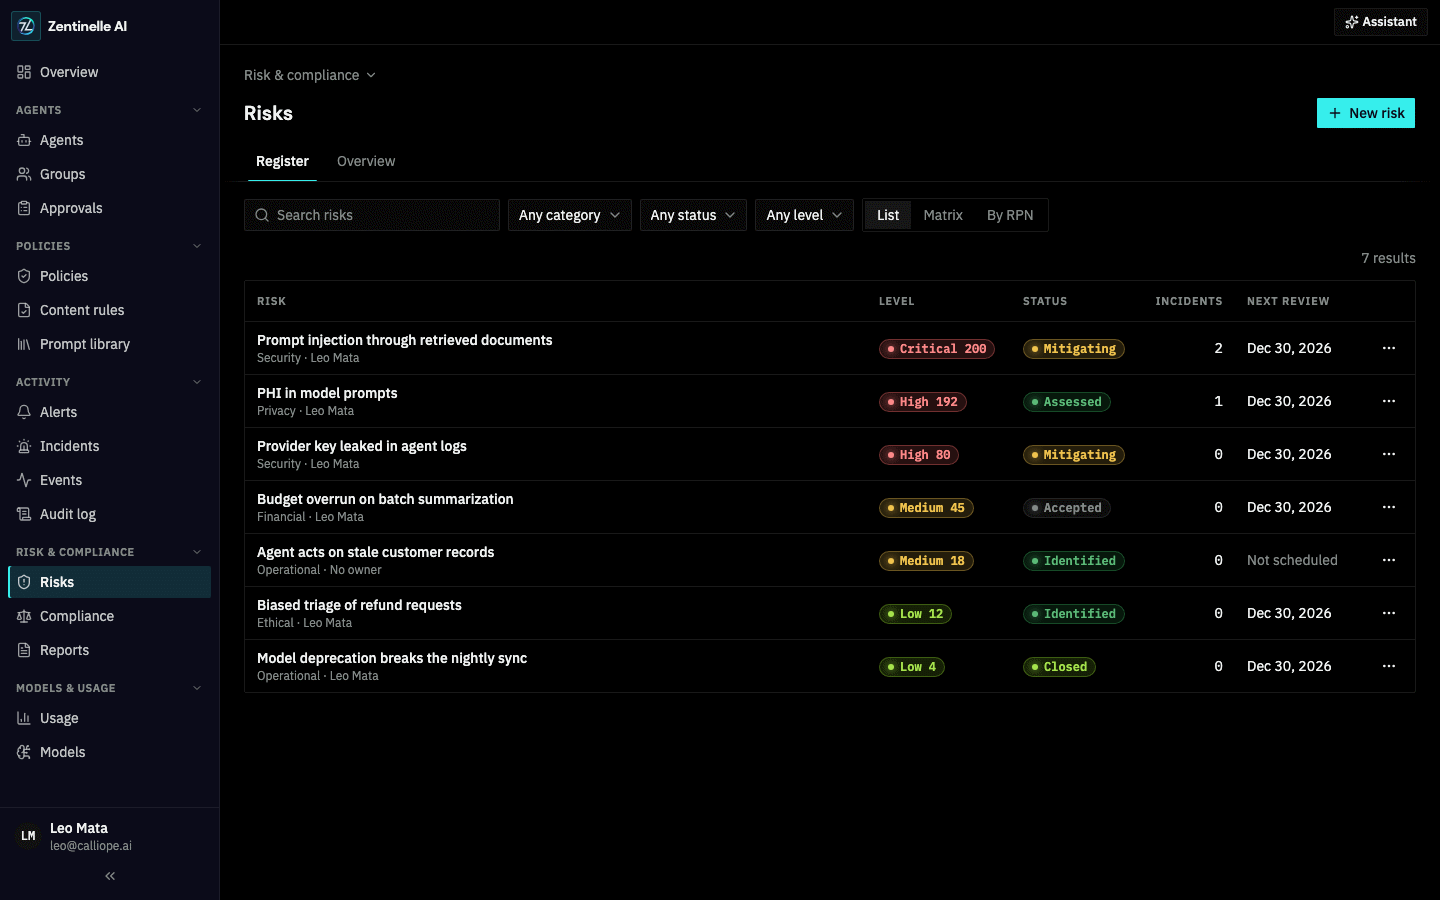 Zentinelle AI
Assistant
Overview
AGENTS
Agents
Groups
Approvals
POLICIES
Policies
Content rules
Prompt library
ACTIVITY
Alerts
Incidents
Events
Audit log
RISK & COMPLIANCE
Risks
Compliance
Reports
MODELS & USAGE
Usage
Models
LM
Leo Mata
leo@calliope.ai
Risk & compliance
Risks
New risk
Register Overview
Search risks Any category Any status Any level List Matrix By RPN
7 results
RISK LEVEL STATUS INCIDENTS NEXT REVIEW
Prompt injection through retrieved documents
Security · Leo Mata
Critical 200 Mitigating 2 Dec 30, 2026
PHI in model prompts
Privacy · Leo Mata
High 192 Assessed 1 Dec 30, 2026
Provider key leaked in agent logs
Security · Leo Mata
High 80 Mitigating 0 Dec 30, 2026
Budget overrun on batch summarization
Financial · Leo Mata
Medium 45 Accepted 0 Dec 30, 2026
Agent acts on stale customer records
Operational · No owner
Medium 18 Identified 0 Not scheduled
Biased triage of refund requests
Ethical · Leo Mata
Low 12 Identified 0 Dec 30, 2026
Model deprecation breaks the nightly sync
Operational · Leo Mata
Low 4 Closed 0 Dec 30, 2026